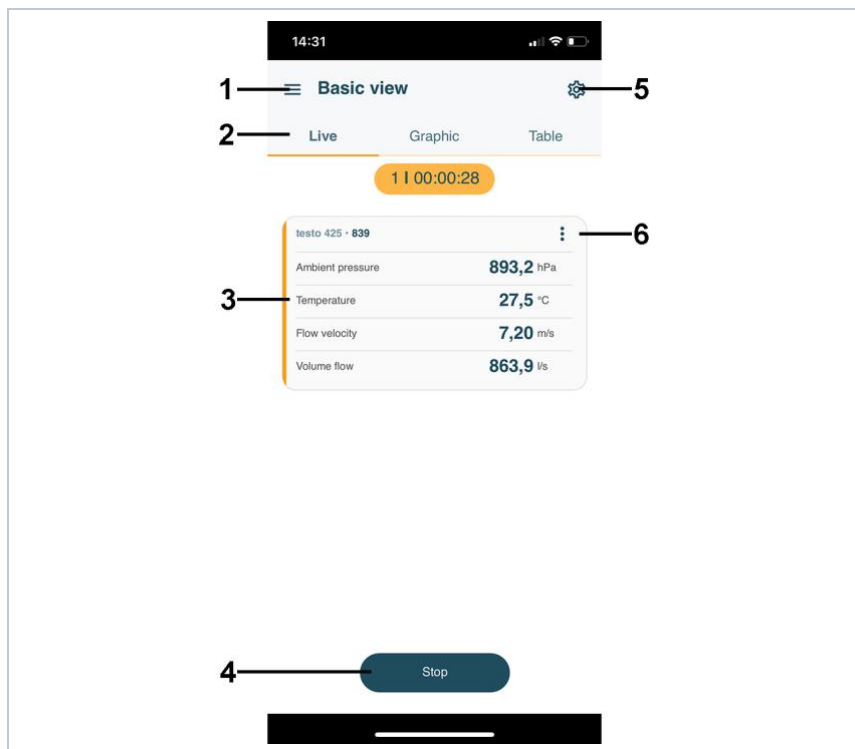 14:31
1 Basic view 5
2 Live Graphic Table
1 I 00:00:28
testo 425 · 839 6
Ambient pressure 893,2 hPa
3 Temperature 27,5 °C
Flow velocity 7,20 m/s
Volume flow 863,9 l/s
4 Stop